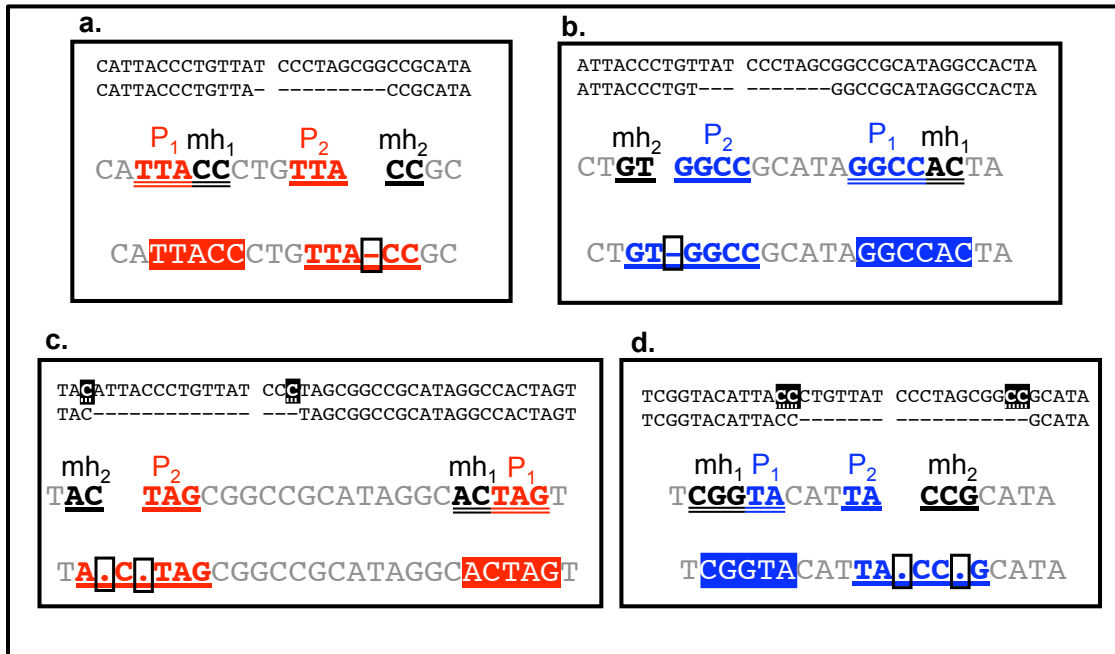 a.
CATTACCCTGTTAT CCCTAGCGGCCGCATA
CATTACCCTGTTA- ---------CCGCATA
P1 mh1 P2 mh2
CATTACCCTGTTA CCGC
CATTACCCTGTTA-CCGC
b.
ATTACCCTGTTAT CCCTAGCGGCCGCATAGGCCACTA
ATTACCCTGT--- -------GGCCGCATAGGCCACTA
mh2 P2 P1 mh1
CTGT GGCCGCATAGGCCACTA
CTGT-GGCCGCATAGGCCACTA
c.
TACATTACCCTGTTAT CCCTAGCGGCCGCATAGGCCACTAGT
TAC------------- ---TAGCGGCCGCATAGGCCACTAGT
mh2 P2 mh1 P1
TAC TAGCGGCCGCATAGGCACTAGT
TA.C.TAGCGGCCGCATAGGCACTAGT
d.
TCGGTACATTACCCTGTTAT CCCTAGCGGCCGCATA
TCGGTACATTACC------- -----------GCATA
mh1 P1 P2 mh2
TCGGTACATTA CCGCATA
TCGGTACATTA.CC.GCATA